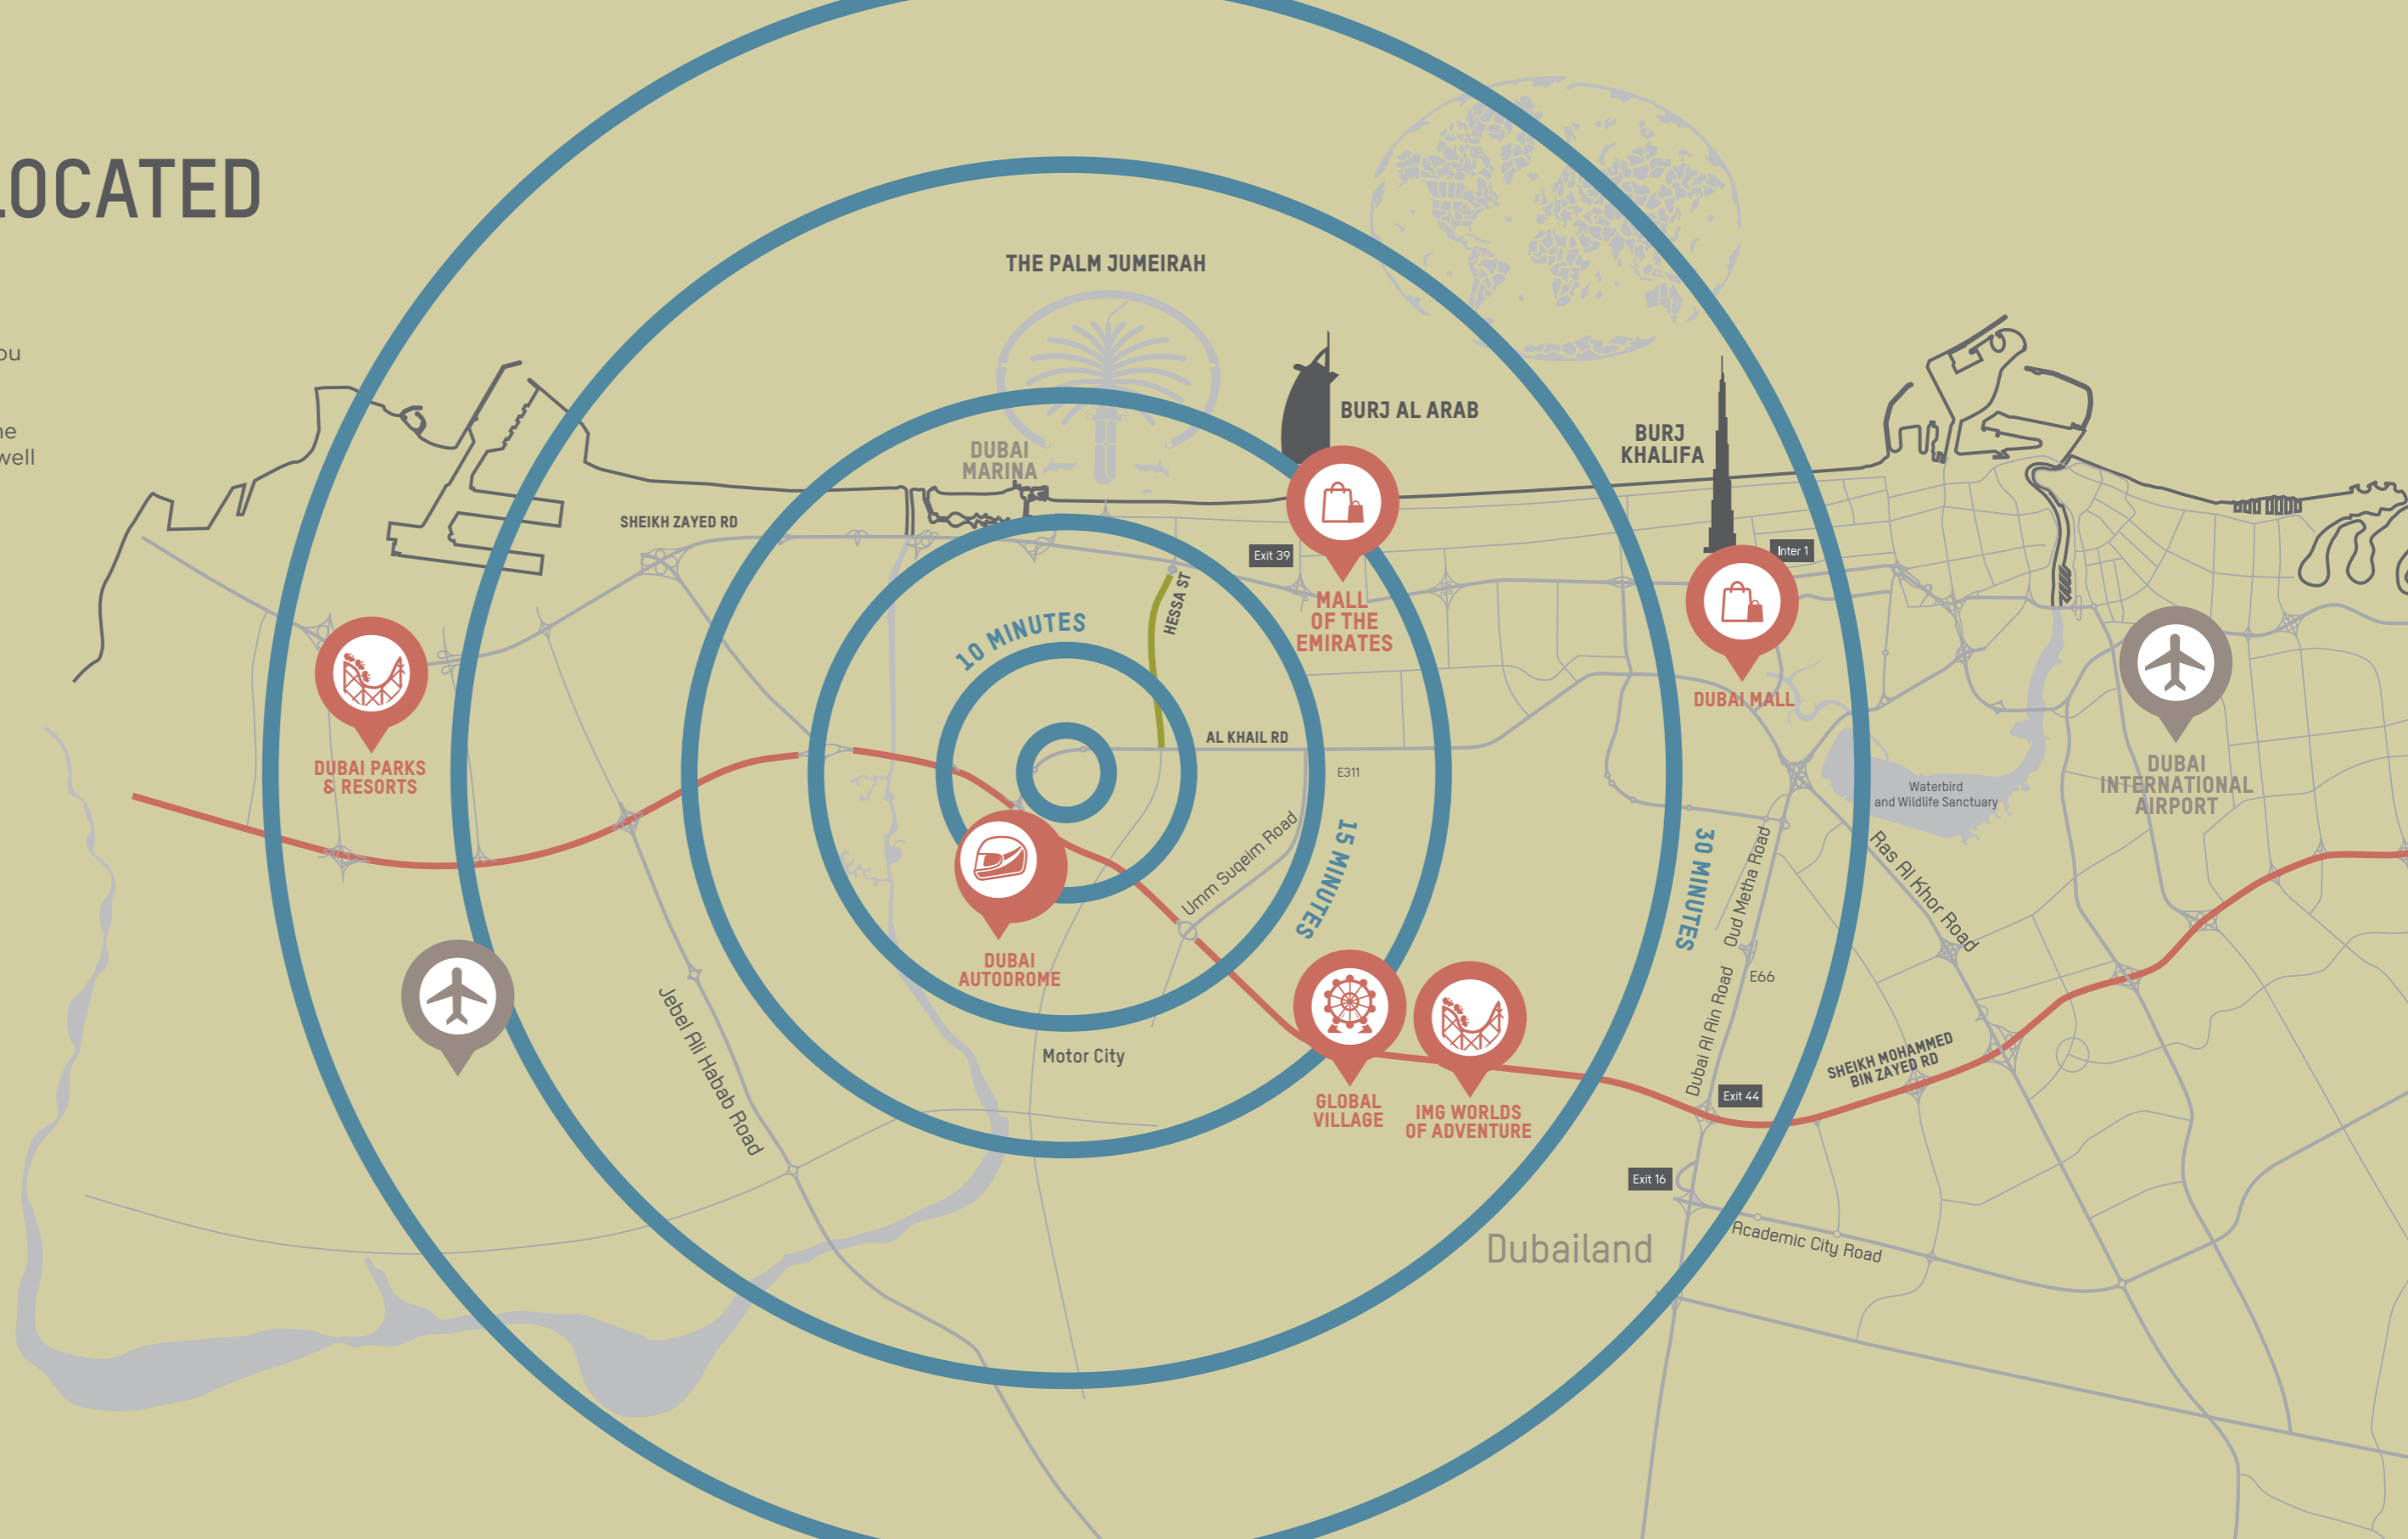 LOCATED
ou
he
well
THE PALM JUMEIRAH
BURJ AL ARAB
BURJ
KHALIFA
DUBAI
MARINA
SHEIKH ZAYED RD
Exit 39
Inter 1
HESSA ST
MALL
OF THE
EMIRATES
10 MINUTES
DUBAI MALL
AL KHAIL RD
E311
DUBAI PARKS
& RESORTS
DUBAI
INTERNATIONAL
AIRPORT
Waterbird
and Wildlife Sanctuary
Umm Suqeim Road
15 MINUTES
30 MINUTES
Oud Metha Road
Ras Al Khor Road
DUBAI
AUTODROME
E66
Dubai Al Ain Road
Jebel Ali Habab Road
Motor City
SHEIKH MOHAMMED
BIN ZAYED RD
Exit 44
GLOBAL
VILLAGE
IMG WORLDS
OF ADVENTURE
Exit 16
Dubailand
Academic City Road